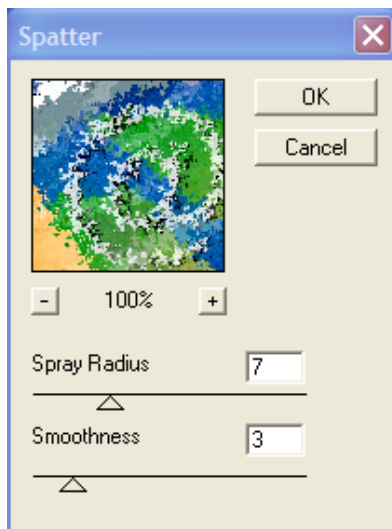 Spatter
OK
Cancel
- 100% +
Spray Radius 7
Smoothness 3